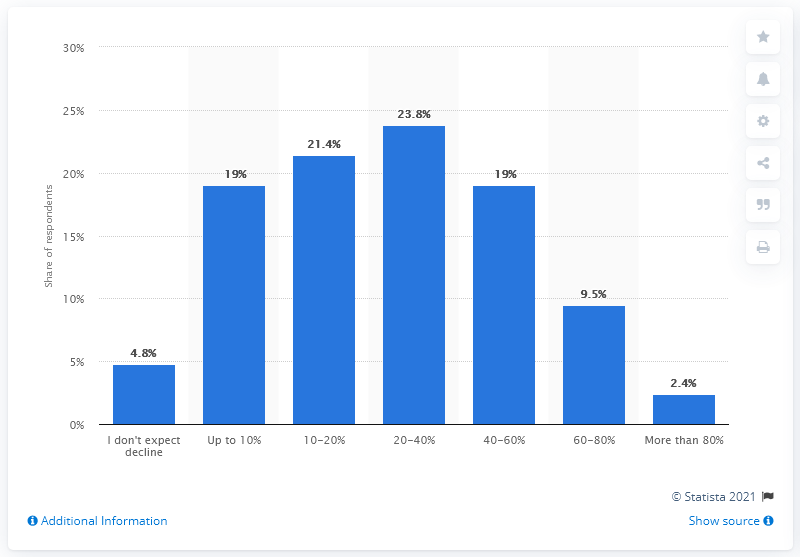 30%
25%
20%
15%
10%
5%
0%
Share of respondents
4.8%
19%
21.4%
23.8%
19%
9.5%
2.4%
I don't expect
decline
Up to 10%
10–20%
20–40%
40–60%
60–80%
More than 80%
© Statista 2021
Additional Information
Show source